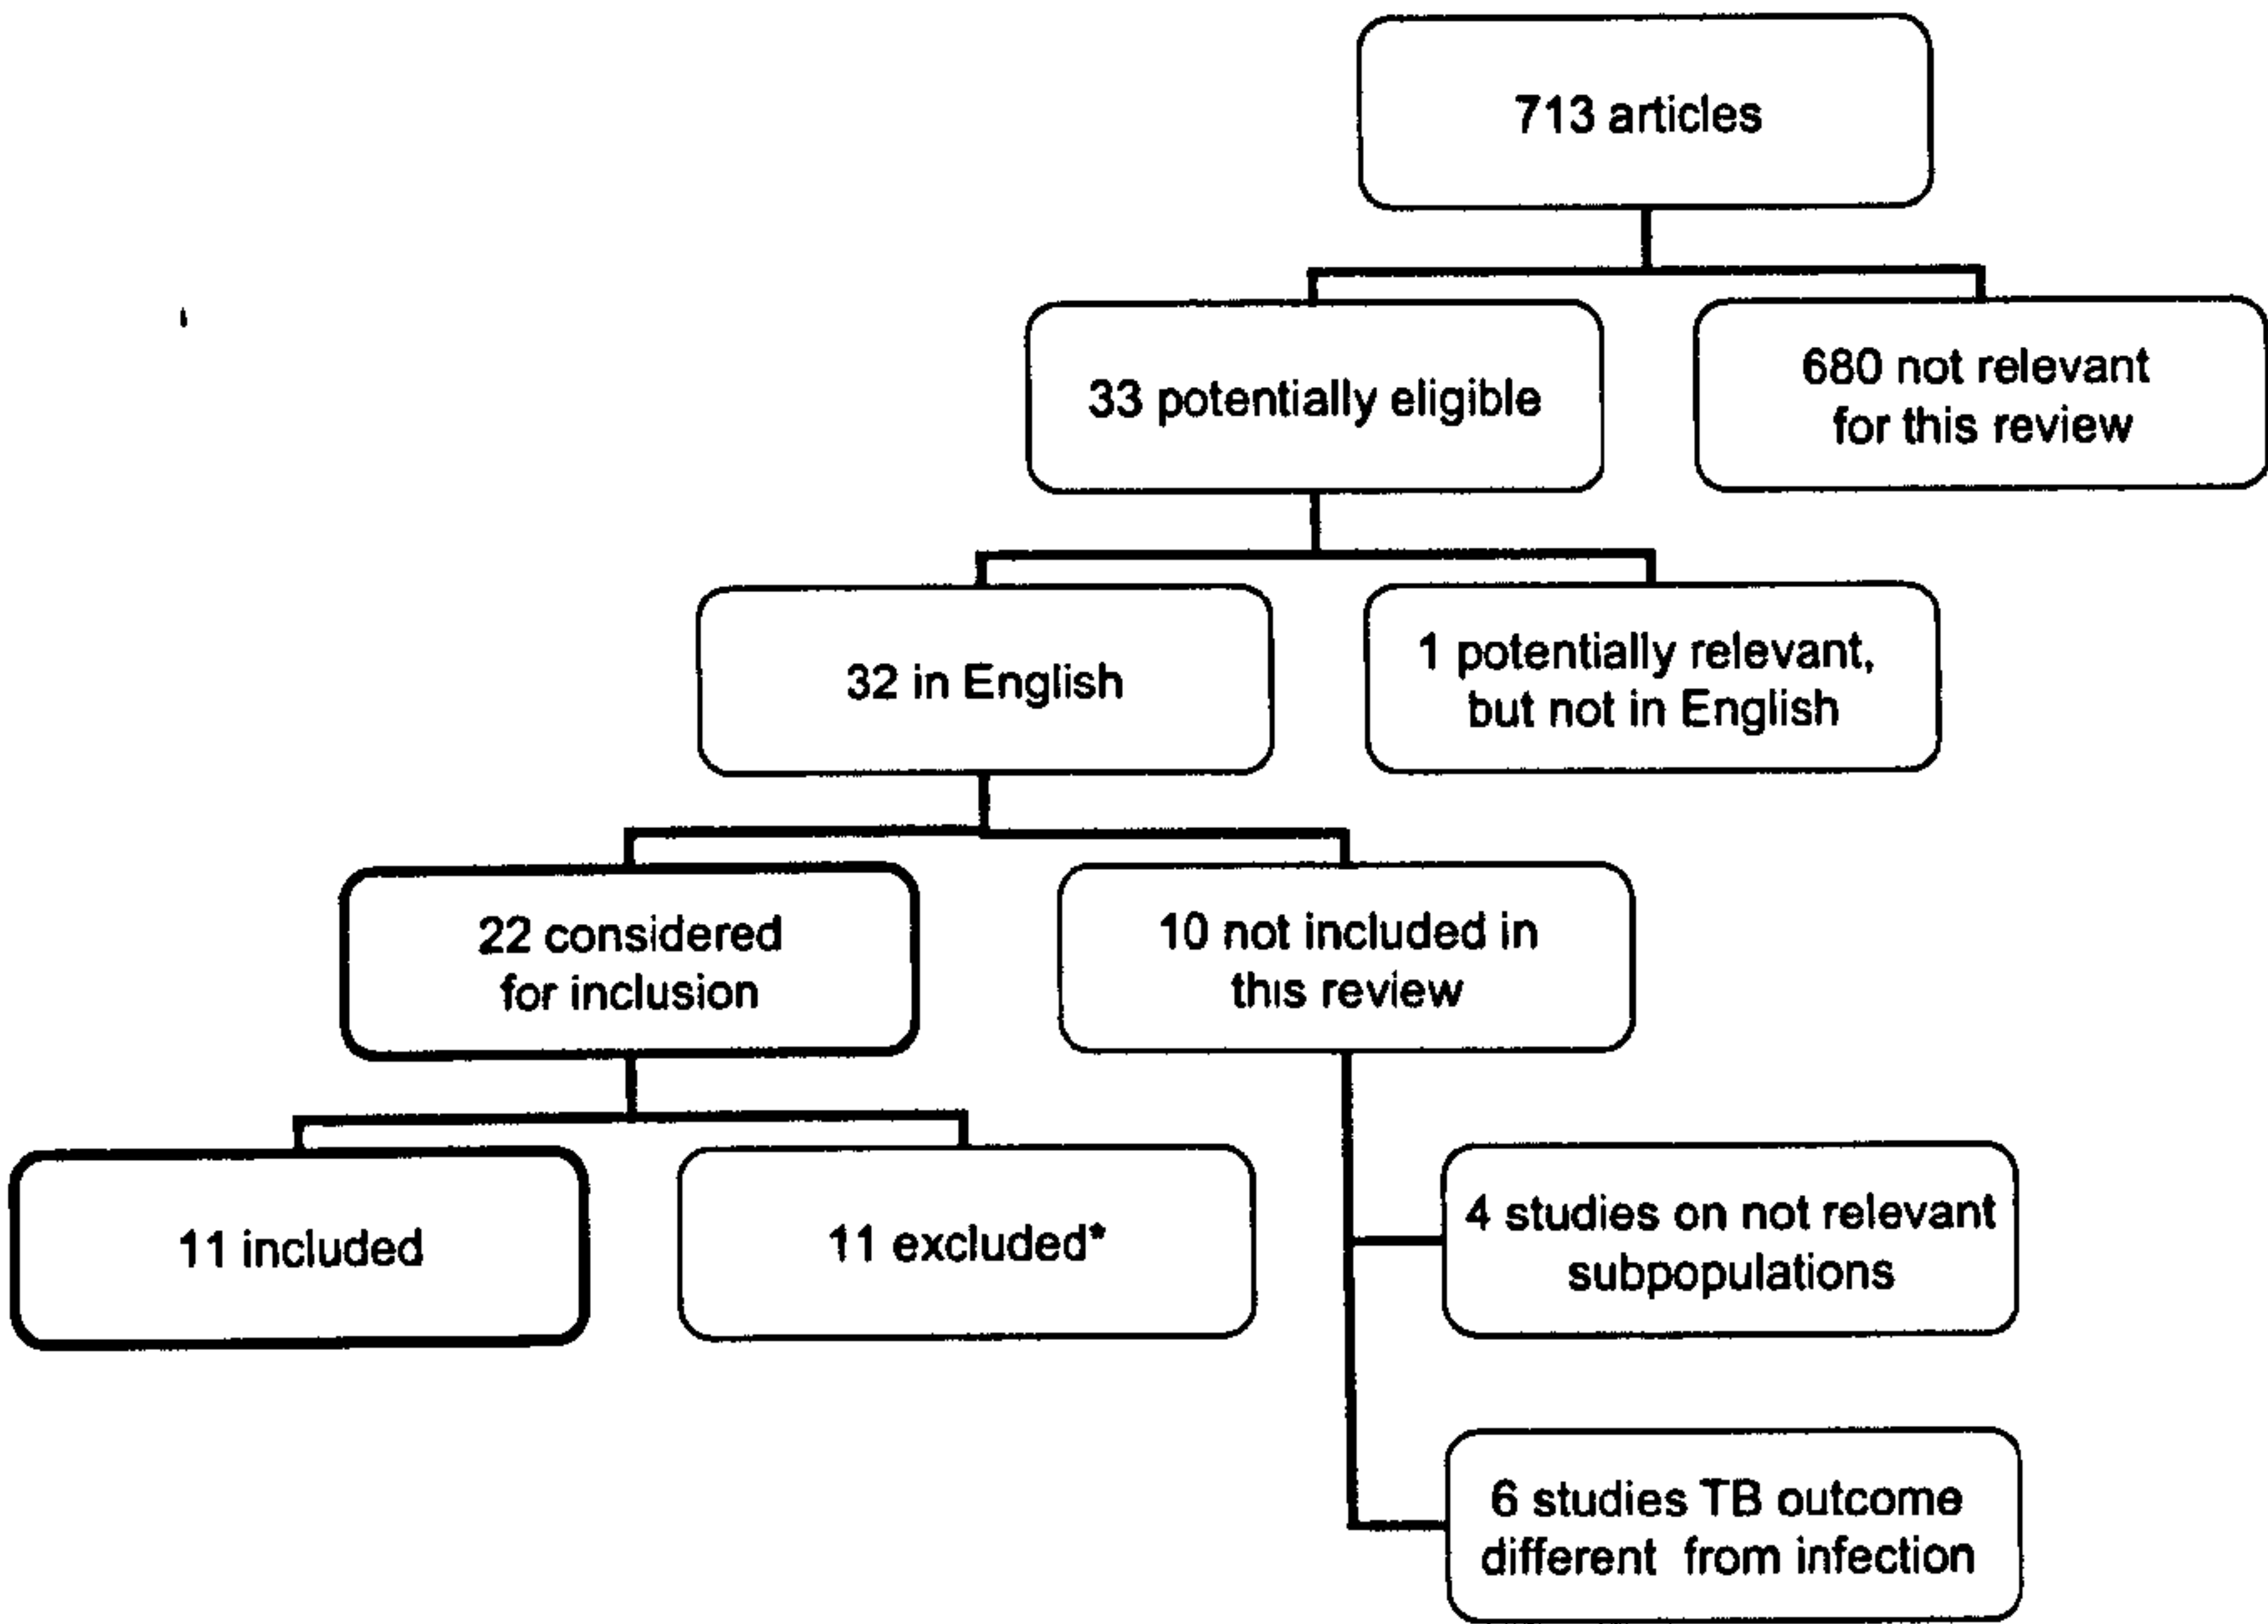 713 articles
33 potentially eligible
680 not relevant
for this review
32 in English
1 potentially relevant,
but not in English
22 considered
for inclusion
10 not included in
this review
11 included
11 excluded*
4 studies on not relevant
subpopulations
6 studies TB outcome
different from infection